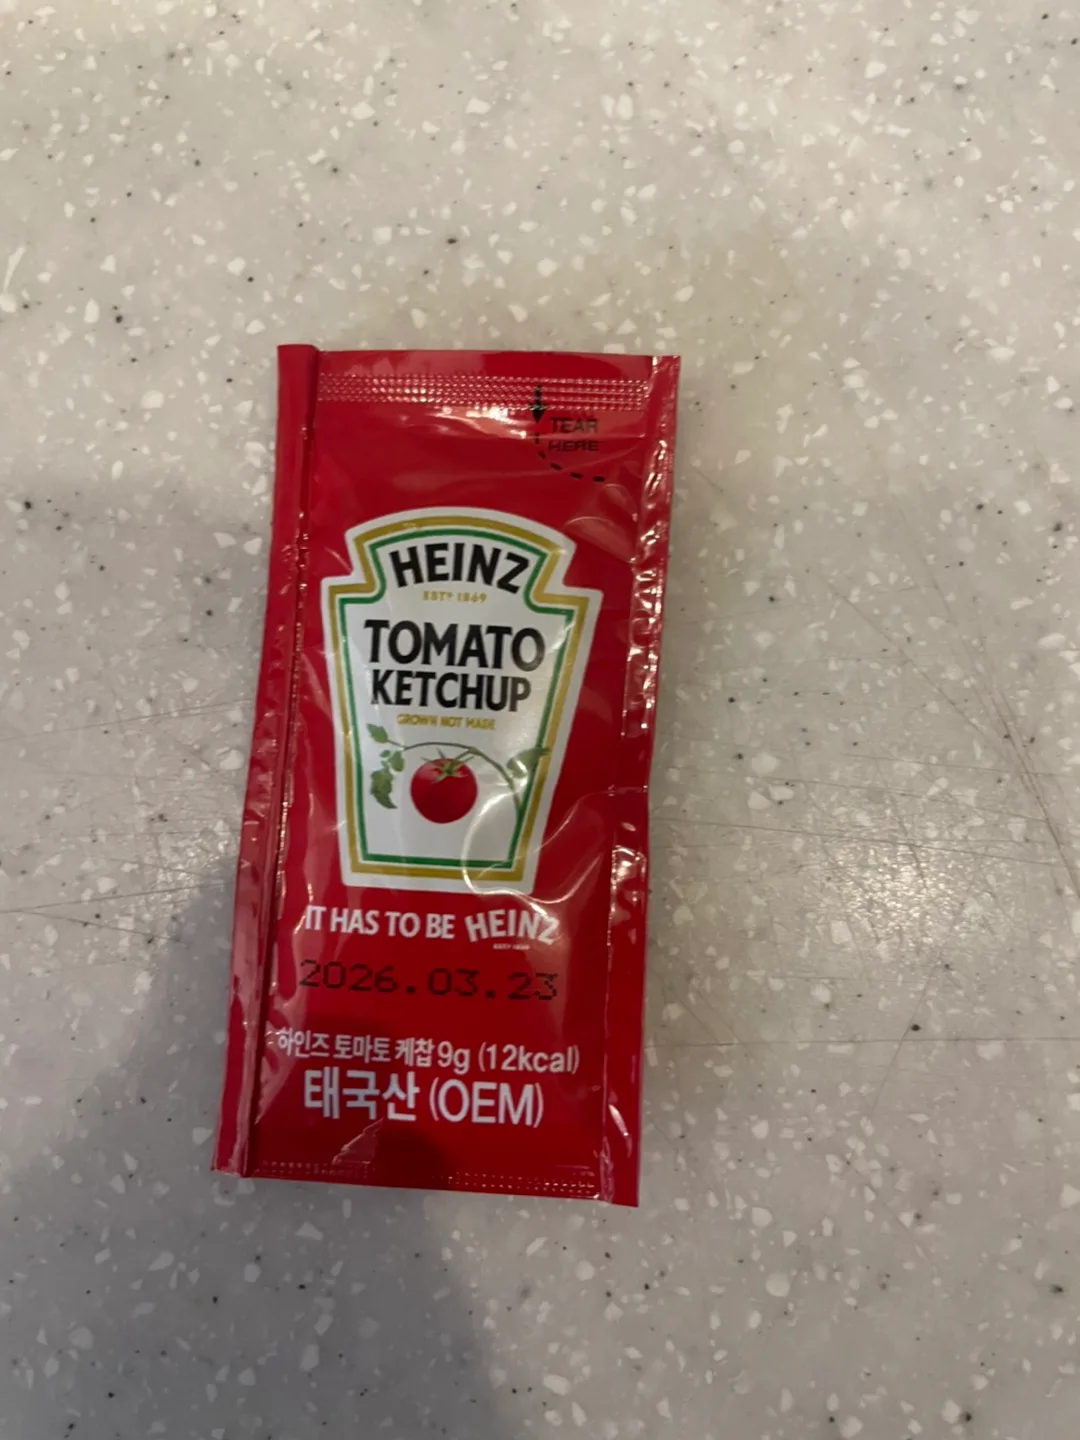 TEAR
HERE
HEINZ
ESTD 1869
TOMATO
KETCHUP
GROWN NOT MADE
IT HAS TO BE HEINZ
2026.03.23
하인즈 토마토 케찹 9g (12kcal)
태국산 (OEM)